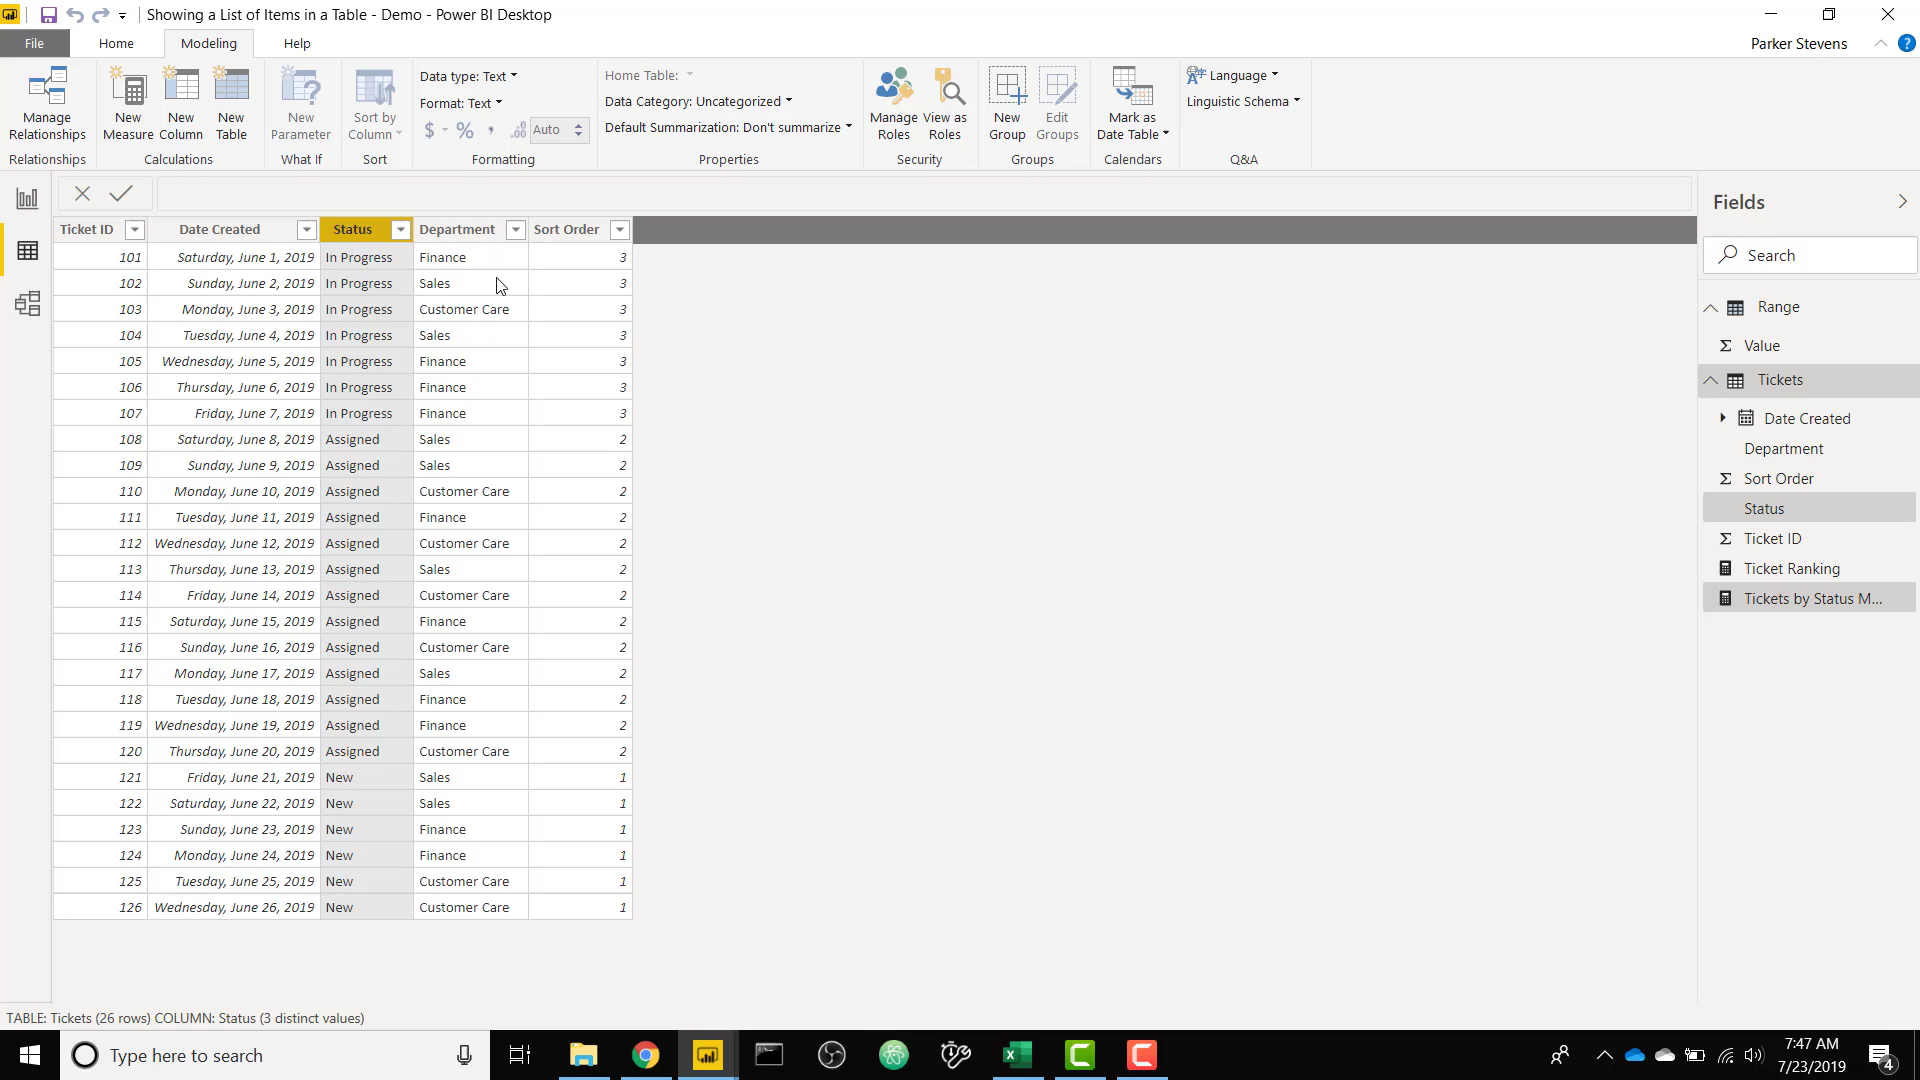 Showing a List of Items in a Table - Demo - Power BI Desktop
File Home Modeling Help Parker Stevens ?
Manage Relationships
New Measure
New Column
New Table
New Parameter
Sort by Column
Data type: Text
Format: Text
$ % , .00 Auto
Home Table:
Data Category: Uncategorized
Default Summarization: Don't summarize
Manage Roles
View as Roles
New Group
Edit Groups
Mark as Date Table
Language
Linguistic Schema
Relationships Calculations What If Sort Formatting Properties Security Groups Calendars Q&A
Ticket ID Date Created Status Department Sort Order
101 Saturday, June 1, 2019 In Progress Finance 3
102 Sunday, June 2, 2019 In Progress Sales 3
103 Monday, June 3, 2019 In Progress Customer Care 3
104 Tuesday, June 4, 2019 In Progress Sales 3
105 Wednesday, June 5, 2019 In Progress Finance 3
106 Thursday, June 6, 2019 In Progress Finance 3
107 Friday, June 7, 2019 In Progress Finance 3
108 Saturday, June 8, 2019 Assigned Sales 2
109 Sunday, June 9, 2019 Assigned Sales 2
110 Monday, June 10, 2019 Assigned Customer Care 2
111 Tuesday, June 11, 2019 Assigned Finance 2
112 Wednesday, June 12, 2019 Assigned Customer Care 2
113 Thursday, June 13, 2019 Assigned Sales 2
114 Friday, June 14, 2019 Assigned Customer Care 2
115 Saturday, June 15, 2019 Assigned Finance 2
116 Sunday, June 16, 2019 Assigned Customer Care 2
117 Monday, June 17, 2019 Assigned Sales 2
118 Tuesday, June 18, 2019 Assigned Finance 2
119 Wednesday, June 19, 2019 Assigned Finance 2
120 Thursday, June 20, 2019 Assigned Customer Care 2
121 Friday, June 21, 2019 New Sales 1
122 Saturday, June 22, 2019 New Sales 1
123 Sunday, June 23, 2019 New Finance 1
124 Monday, June 24, 2019 New Finance 1
125 Tuesday, June 25, 2019 New Customer Care 1
126 Wednesday, June 26, 2019 New Customer Care 1
Fields
Search
Range
Σ Value
Tickets
Date Created
Department
Σ Sort Order
Status
Σ Ticket ID
Ticket Ranking
Tickets by Status M...
TABLE: Tickets (26 rows) COLUMN: Status (3 distinct values)
Type here to search
7:47 AM
7/23/2019
4